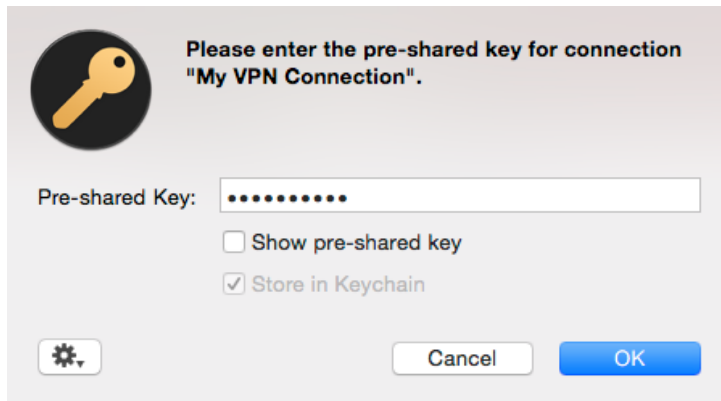 Please enter the pre-shared key for connection
"My VPN Connection".
Pre-shared Key: ••••••••••
Show pre-shared key
Store in Keychain
Cancel OK